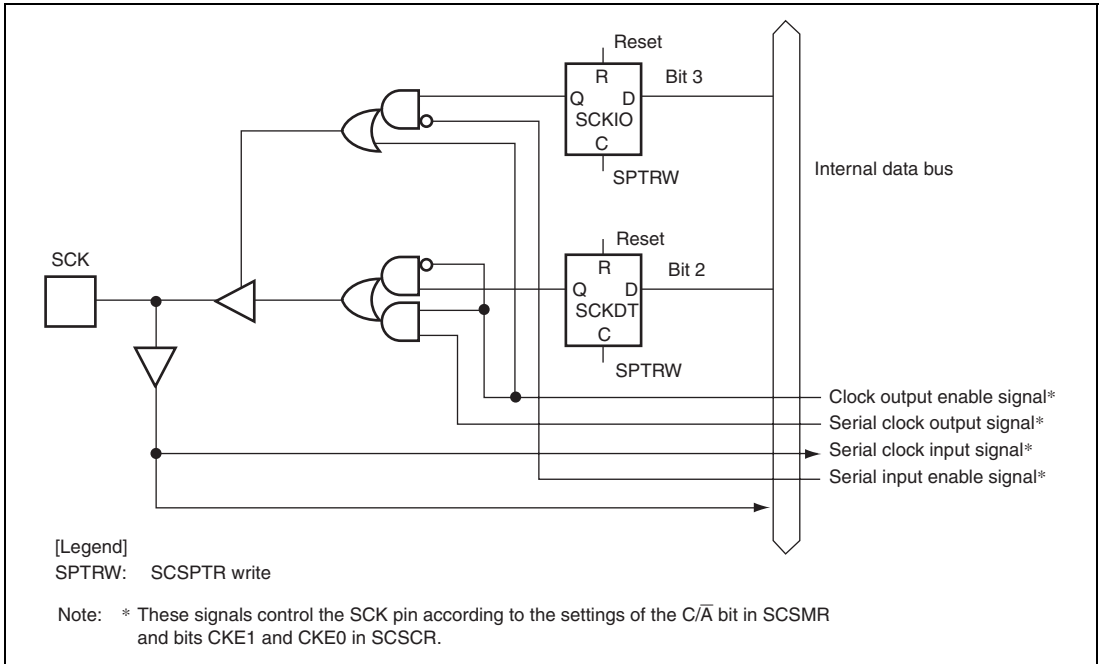 Reset
R
Bit 3
Q D
SCKIO
C
SPTRW
Internal data bus
Reset
R
Bit 2
SCK
Q D
SCKDT
C
SPTRW
Clock output enable signal*
Serial clock output signal*
Serial clock input signal*
Serial input enable signal*
[Legend]
SPTRW: SCSPTR write
Note: * These signals control the SCK pin according to the settings of the C/A̅ bit in SCSMR
and bits CKE1 and CKE0 in SCSCR.